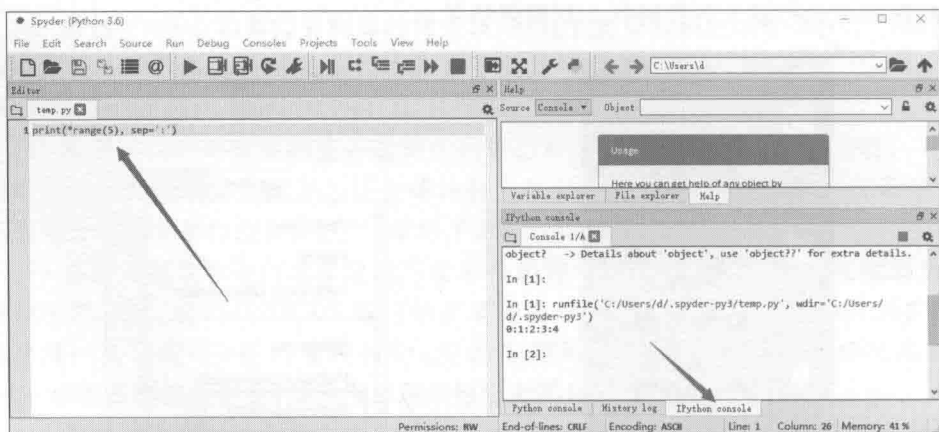 Spyder (Python 3.6)
File Edit Search Source Run Debug Consoles Projects Tools View Help
C:\Users\d
Editor
temp.py
1 print(*range(5), sep=':')
Help
Source Console Object
Usage
Here you can get help of any object by
Variable explorer File explorer Help
IPython console
Console 1/A
object? -> Details about 'object', use 'object??' for extra details.
In [1]:
In [1]: runfile('C:/Users/d/.spyder-py3/temp.py', wdir='C:/Users/
d/.spyder-py3')
0:1:2:3:4
In [2]:
Python console History log IPython console
Permissions: RW End-of-lines: CRLF Encoding: ASCII Line: 1 Column: 26 Memory: 41 %